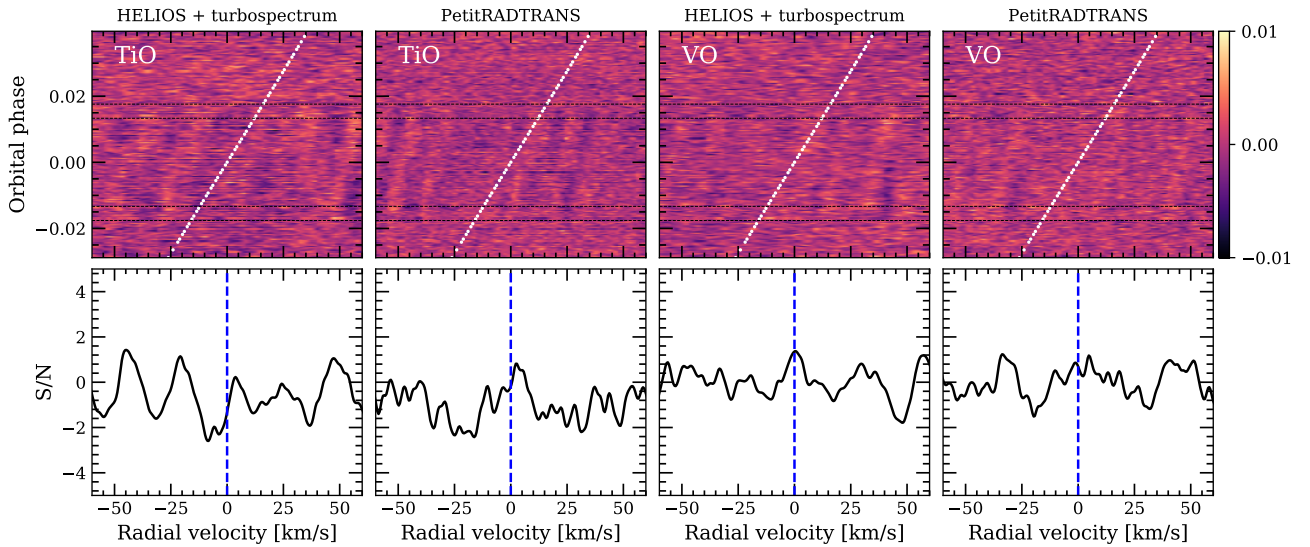 HELIOS + turbospectrum PetitRADTRANS HELIOS + turbospectrum PetitRADTRANS
TiO TiO VO VO
Orbital phase
0.02
0.00
−0.02
0.01
0.00
−0.01
S/N
4
2
0
−2
−4
−50 −25 0 25 50 −50 −25 0 25 50 −50 −25 0 25 50 −50 −25 0 25 50
Radial velocity [km/s] Radial velocity [km/s] Radial velocity [km/s] Radial velocity [km/s]